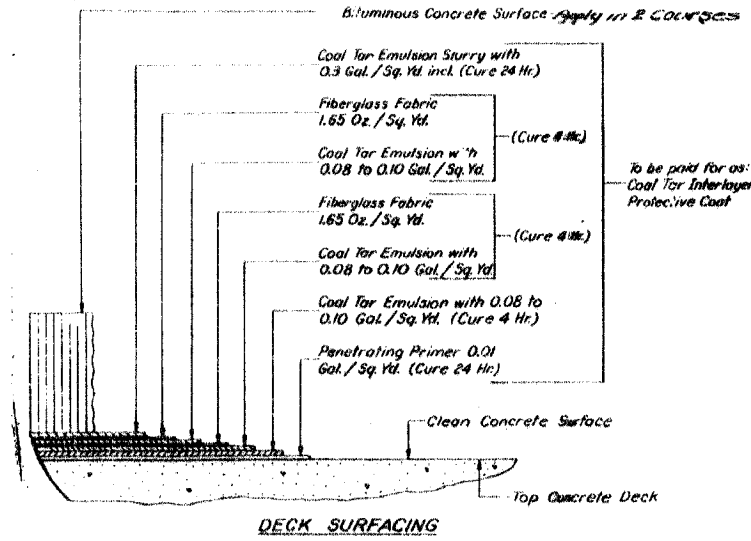 Bituminous Concrete Surface - Apply in 2 Courses
Coal Tar Emulsion Slurry with
0.3 Gal./Sq. Yd. incl. (Cure 24 Hr.)
Fiberglass Fabric
1.65 Oz./Sq. Yd.
(Cure 4 Hr.)
Coal Tar Emulsion with
0.08 to 0.10 Gal./Sq. Yd.
To be paid for as:
Coal Tar Interlayer
Protective Coat
Fiberglass Fabric
1.65 Oz./Sq. Yd.
(Cure 4 Hr.)
Coal Tar Emulsion with
0.08 to 0.10 Gal./Sq. Yd.
Coal Tar Emulsion with 0.08 to
0.10 Gal./Sq. Yd. (Cure 4 Hr.)
Penetrating Primer 0.01
Gal./Sq. Yd. (Cure 24 Hr.)
Clean Concrete Surface
Top Concrete Deck
DECK SURFACING